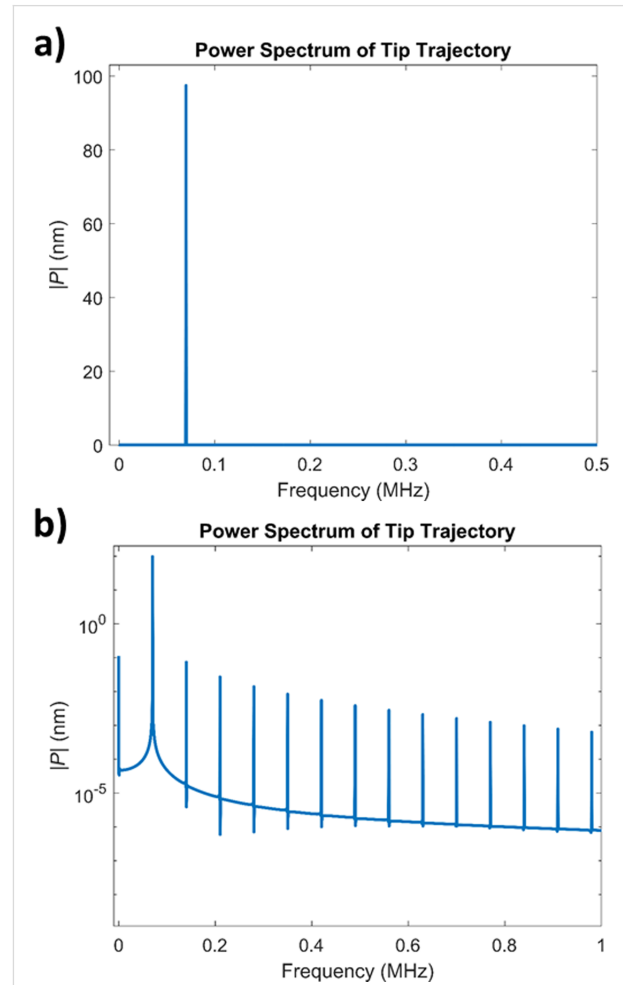 a)
Power Spectrum of Tip Trajectory
100
80
60
40
20
0
|P| (nm)
0 0.1 0.2 0.3 0.4 0.5
Frequency (MHz)
b)
Power Spectrum of Tip Trajectory
10^0
10^-5
|P| (nm)
0 0.2 0.4 0.6 0.8 1
Frequency (MHz)